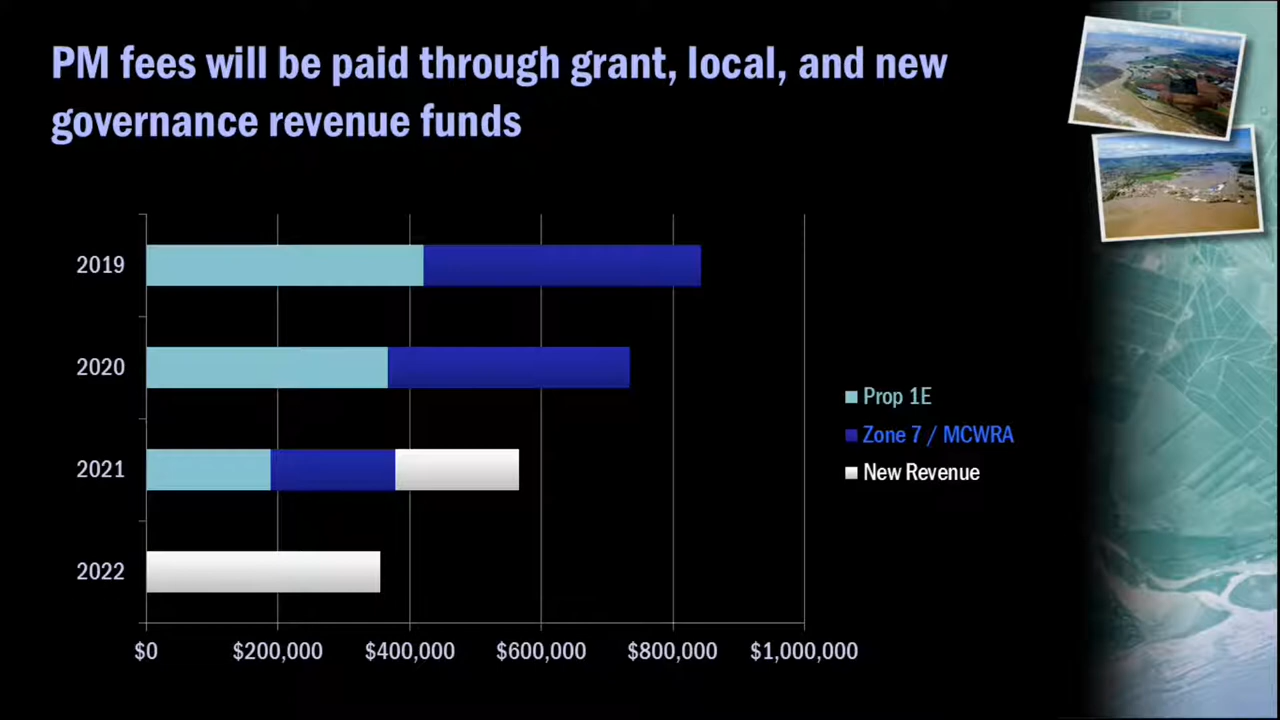 PM fees will be paid through grant, local, and new
governance revenue funds
2019
2020
2021
2022
$0
$200,000
$400,000
$600,000
$800,000
$1,000,000
Prop 1E
Zone 7 / MCWRA
New Revenue